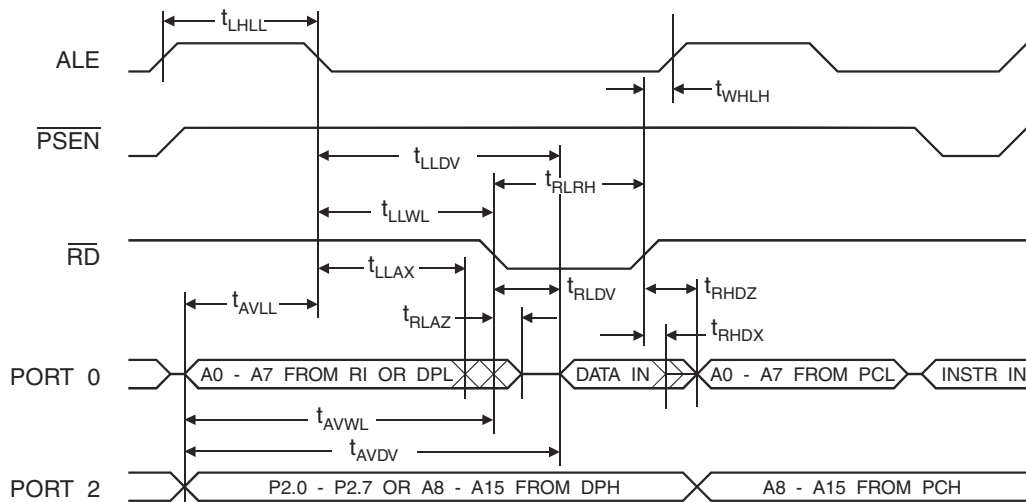 tLHLL
ALE
tWHLH
PSEN
tLLDV
tRLRH
tLLWL
RD
tLLAX
tRLDV
tRHDZ
tAVLL
tRLAZ
tRHDX
PORT 0
A0 - A7 FROM RI OR DPL
DATA IN
A0 - A7 FROM PCL
INSTR IN
tAVWL
tAVDV
PORT 2
P2.0 - P2.7 OR A8 - A15 FROM DPH
A8 - A15 FROM PCH